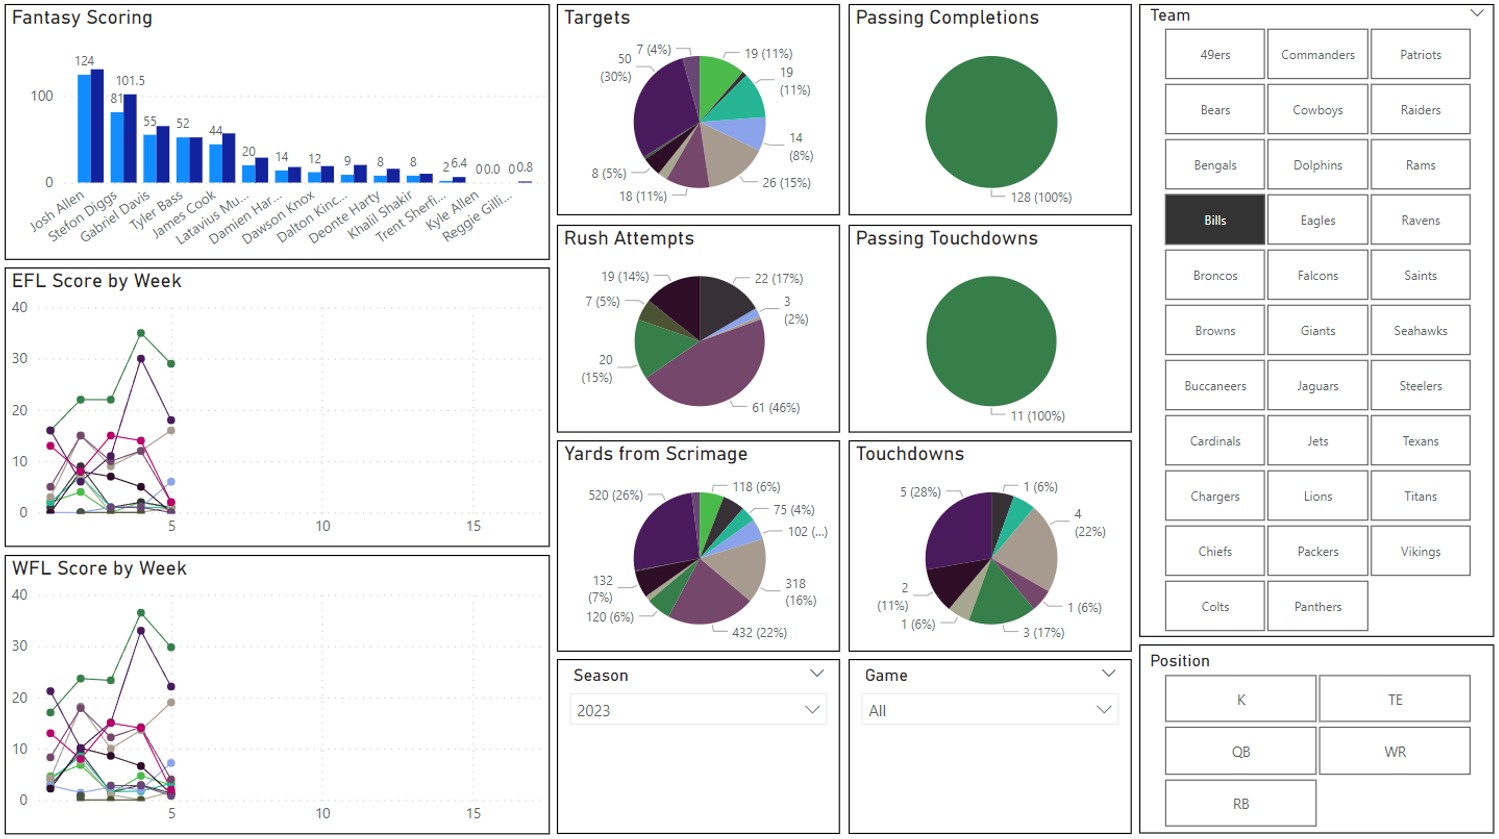 Fantasy Scoring
124
101.5
100
81
55
52
44
20
14
12
9
8
8
2 6.4
0 0.0
0 0.8
0
Josh Allen
Stefon Diggs
Gabriel Davis
Tyler Bass
James Cook
Latavius Mu...
Damien Har...
Dawson Knox
Dalton Kinc...
Deonte Harty
Khalil Shakir
Trent Sherfi...
Kyle Allen
Reggie Gilli...
EFL Score by Week
40
30
20
10
0
5
10
15
WFL Score by Week
40
30
20
10
0
5
10
15
Targets
7 (4%)
19 (11%)
50
(30%)
19
(11%)
14
(8%)
8 (5%)
26 (15%)
18 (11%)
Rush Attempts
19 (14%)
22 (17%)
7 (5%)
3
(2%)
20
(15%)
61 (46%)
Yards from Scrimage
520 (26%)
118 (6%)
75 (4%)
102 (...)
132
(7%)
318
(16%)
120 (6%)
432 (22%)
Season
2023
Passing Completions
128 (100%)
Passing Touchdowns
11 (100%)
Touchdowns
5 (28%)
1 (6%)
4
(22%)
2
(11%)
1 (6%)
1 (6%)
3 (17%)
Game
All
Team
49ers Commanders Patriots
Bears Cowboys Raiders
Bengals Dolphins Rams
Bills Eagles Ravens
Broncos Falcons Saints
Browns Giants Seahawks
Buccaneers Jaguars Steelers
Cardinals Jets Texans
Chargers Lions Titans
Chiefs Packers Vikings
Colts Panthers
Position
K TE
QB WR
RB